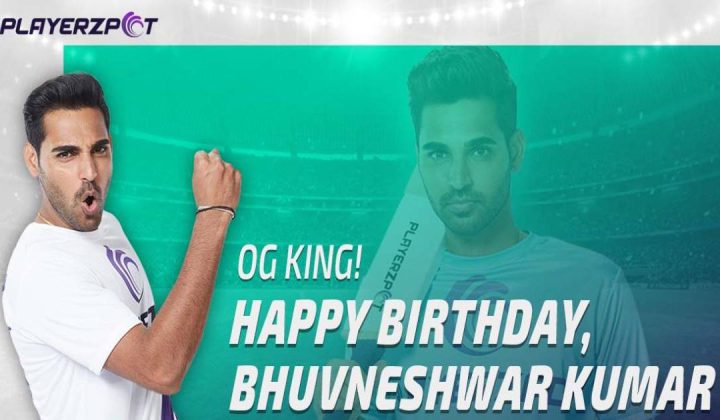 PLAYERZPOT
PLAYERZPOT
OG KING!
HAPPY BIRTHDAY,
BHUVNESHWAR KUMAR